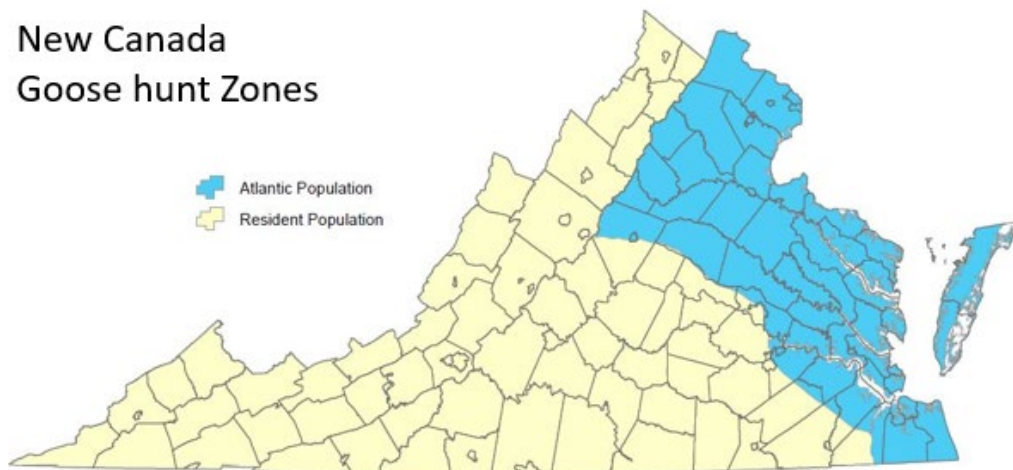 New Canada
Goose hunt Zones
Atlantic Population
Resident Population